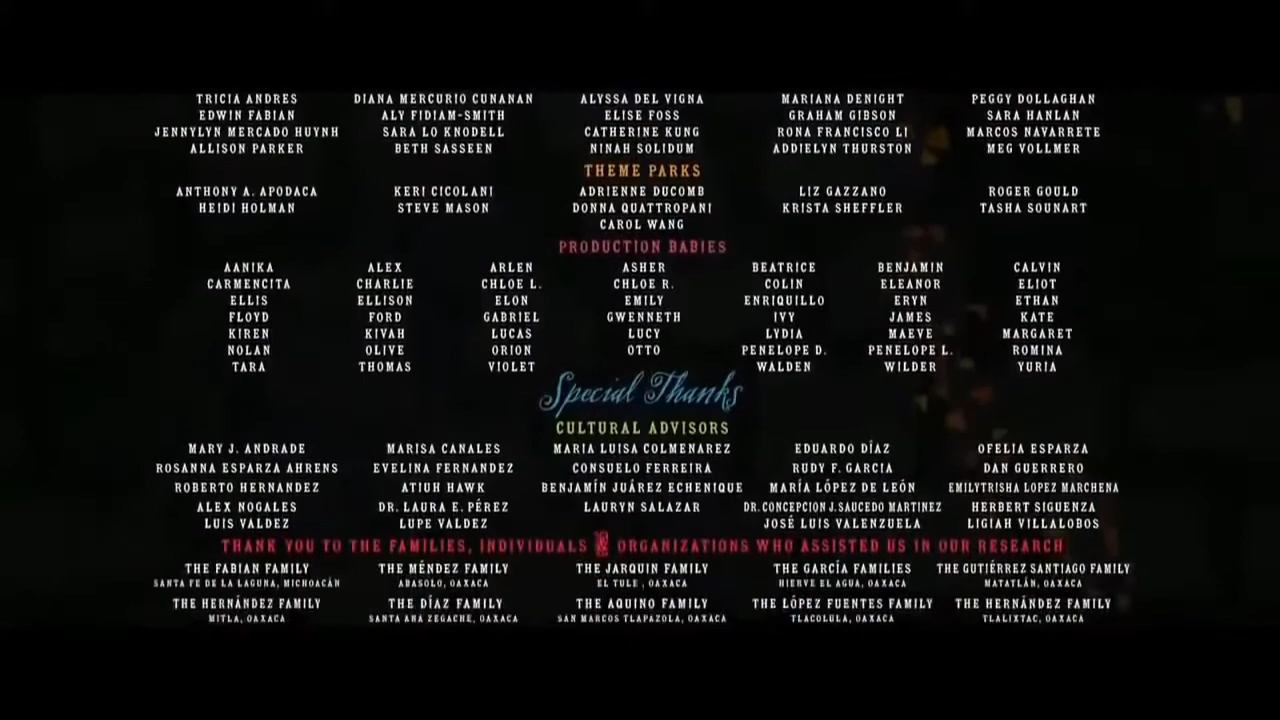 TRICIA ANDRES DIANA MERCURIO CUNANAN ALYSSA DEL VIGNA MARIANA DENIGHT PEGGY DOLLAGHAN
EDWIN FABIAN ALY FIDIAM-SMITH ELISE FOSS GRAHAM GIBSON SARA HANLAN
JENNYLYN MERCADO HUYNH SARA LO KNODELL CATHERINE KUNG RONA FRANCISCO LI MARCOS NAVARRETE
ALLISON PARKER BETH SASSEEN NINAH SOLIDUM ADDIELYN THURSTON MEG VOLLMER
THEME PARKS
ANTHONY A. APODACA KERI CICOLANI ADRIENNE DUCOMB LIZ GAZZANO ROGER GOULD
HEIDI HOLMAN STEVE MASON DONNA QUATTROPANI KRISTA SHEFFLER TASHA SOUNART
CAROL WANG
PRODUCTION BABIES
AANIKA ALEX ARLEN ASHER BEATRICE BENJAMIN CALVIN
CARMENCITA CHARLIE CHLOE L. CHLOE R. COLIN ELEANOR ELIOT
ELLIS ELLISON ELON EMILY ENRIQUILLO ERYN ETHAN
FLOYD FORD GABRIEL GWENNETH IVY JAMES KATE
KIREN KIVAH LUCAS LUCY LYDIA MAEVE MARGARET
NOLAN OLIVE ORION OTTO PENELOPE D. PENELOPE L. ROMINA
TARA THOMAS VIOLET WALDEN WILDER YURIA
Special Thanks
CULTURAL ADVISORS
MARY J. ANDRADE MARISA CANALES MARIA LUISA COLMENAREZ EDUARDO DÍAZ OFELIA ESPARZA
ROSANNA ESPARZA AHRENS EVELINA FERNANDEZ CONSUELO FERREIRA RUDY F. GARCIA DAN GUERRERO
ROBERTO HERNANDEZ ATIUH HAWK BENJAMÍN JUÁREZ ECHENIQUE MARÍA LÓPEZ DE LEÓN EMILYTRISHA LOPEZ MARCHENA
ALEX NOGALES DR. LAURA E. PÉREZ LAURYN SALAZAR DR. CONCEPCION J. SAUCEDO MARTINEZ HERBERT SIGUENZA
LUIS VALDEZ LUPE VALDEZ JOSÉ LUIS VALENZUELA LIGIAH VILLALOBOS
THANK YOU TO THE FAMILIES, INDIVIDUALS & ORGANIZATIONS WHO ASSISTED US IN OUR RESEARCH
THE FABIAN FAMILY THE MÉNDEZ FAMILY THE JARQUIN FAMILY THE GARCÍA FAMILIES THE GUTIÉRREZ SANTIAGO FAMILY
SANTA FE DE LA LAGUNA, MICHOACÁN ABASOLO, OAXACA EL TULE , OAXACA HIERVE EL AGUA, OAXACA MATATLÁN, OAXACA
THE HERNÁNDEZ FAMILY THE DÍAZ FAMILY THE AQUINO FAMILY THE LÓPEZ FUENTES FAMILY THE HERNÁNDEZ FAMILY
MITLA, OAXACA SANTA ANA ZEGACHE, OAXACA SAN MARCOS TLAPAZOLA, OAXACA TLACOLULA, OAXACA TLALIXTAC, OAXACA